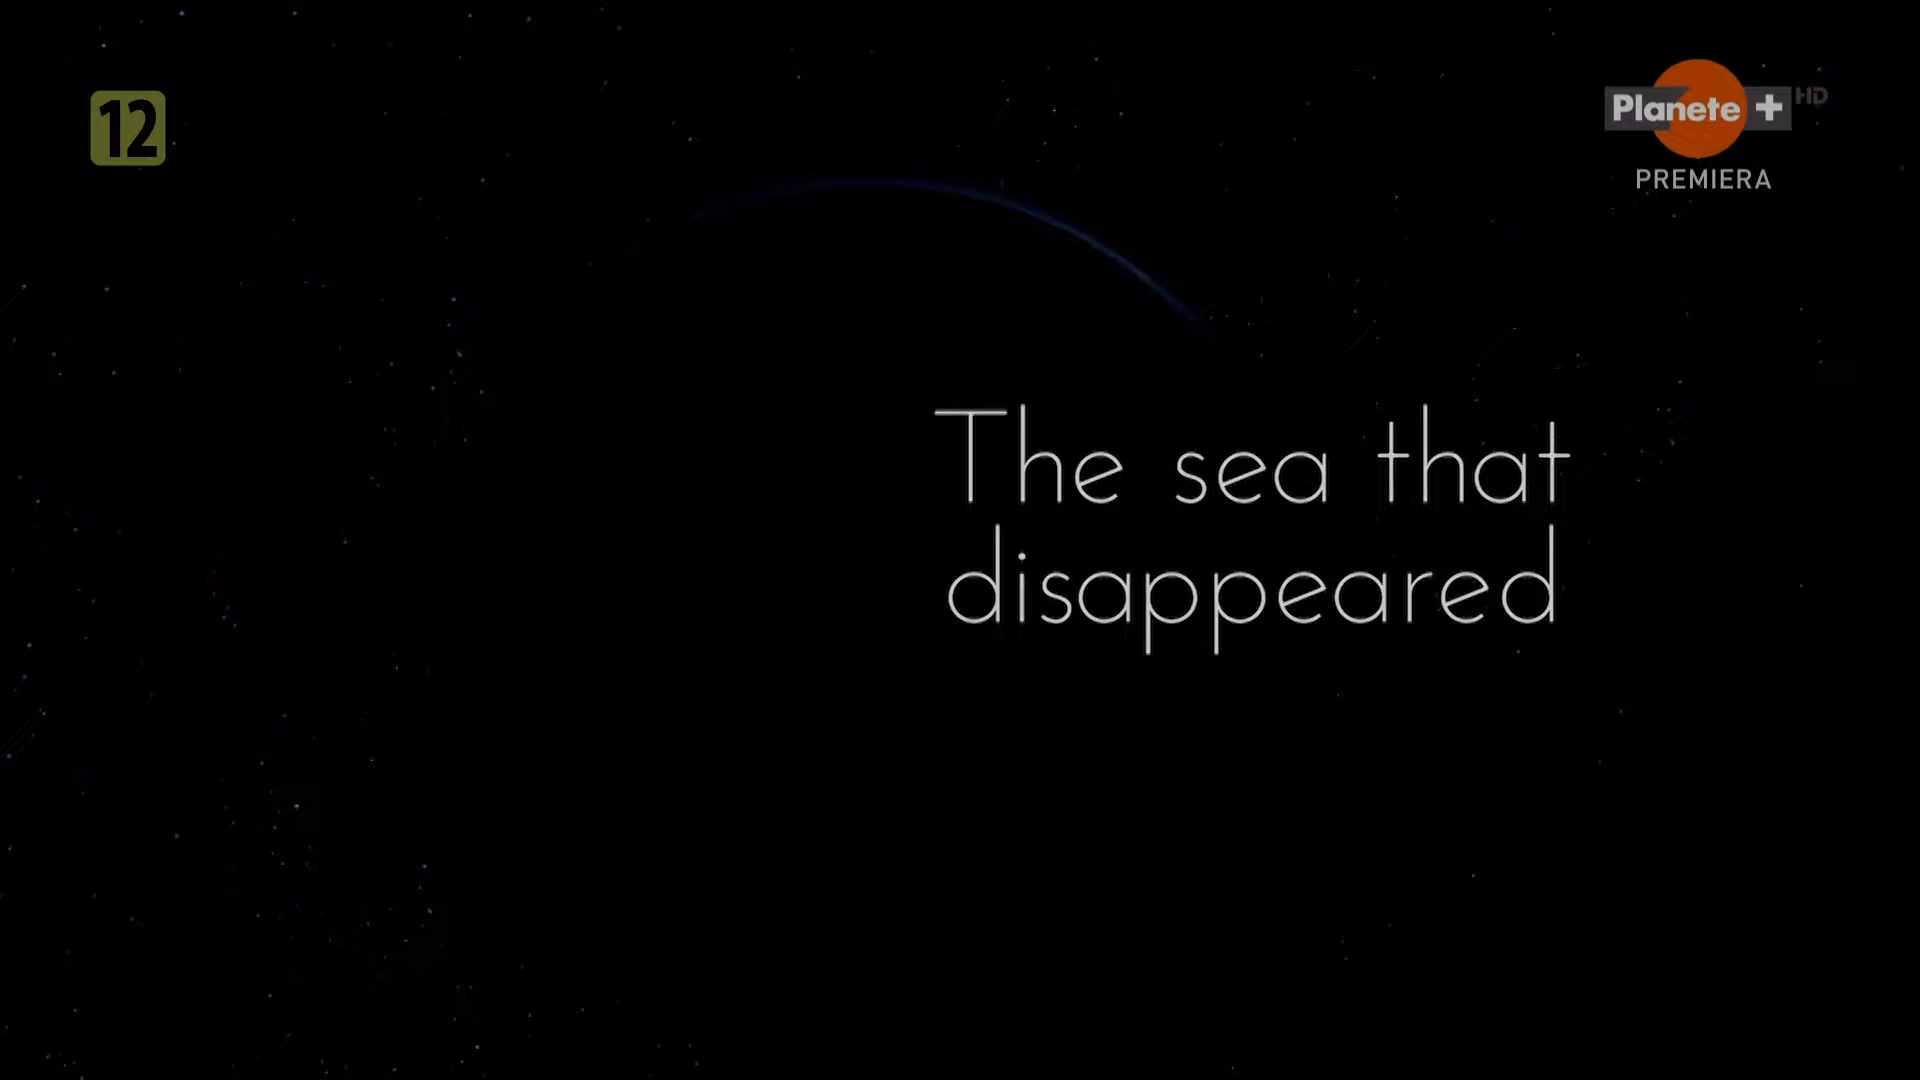 12
Planete +
HD
PREMIERA
The sea that
disappeared